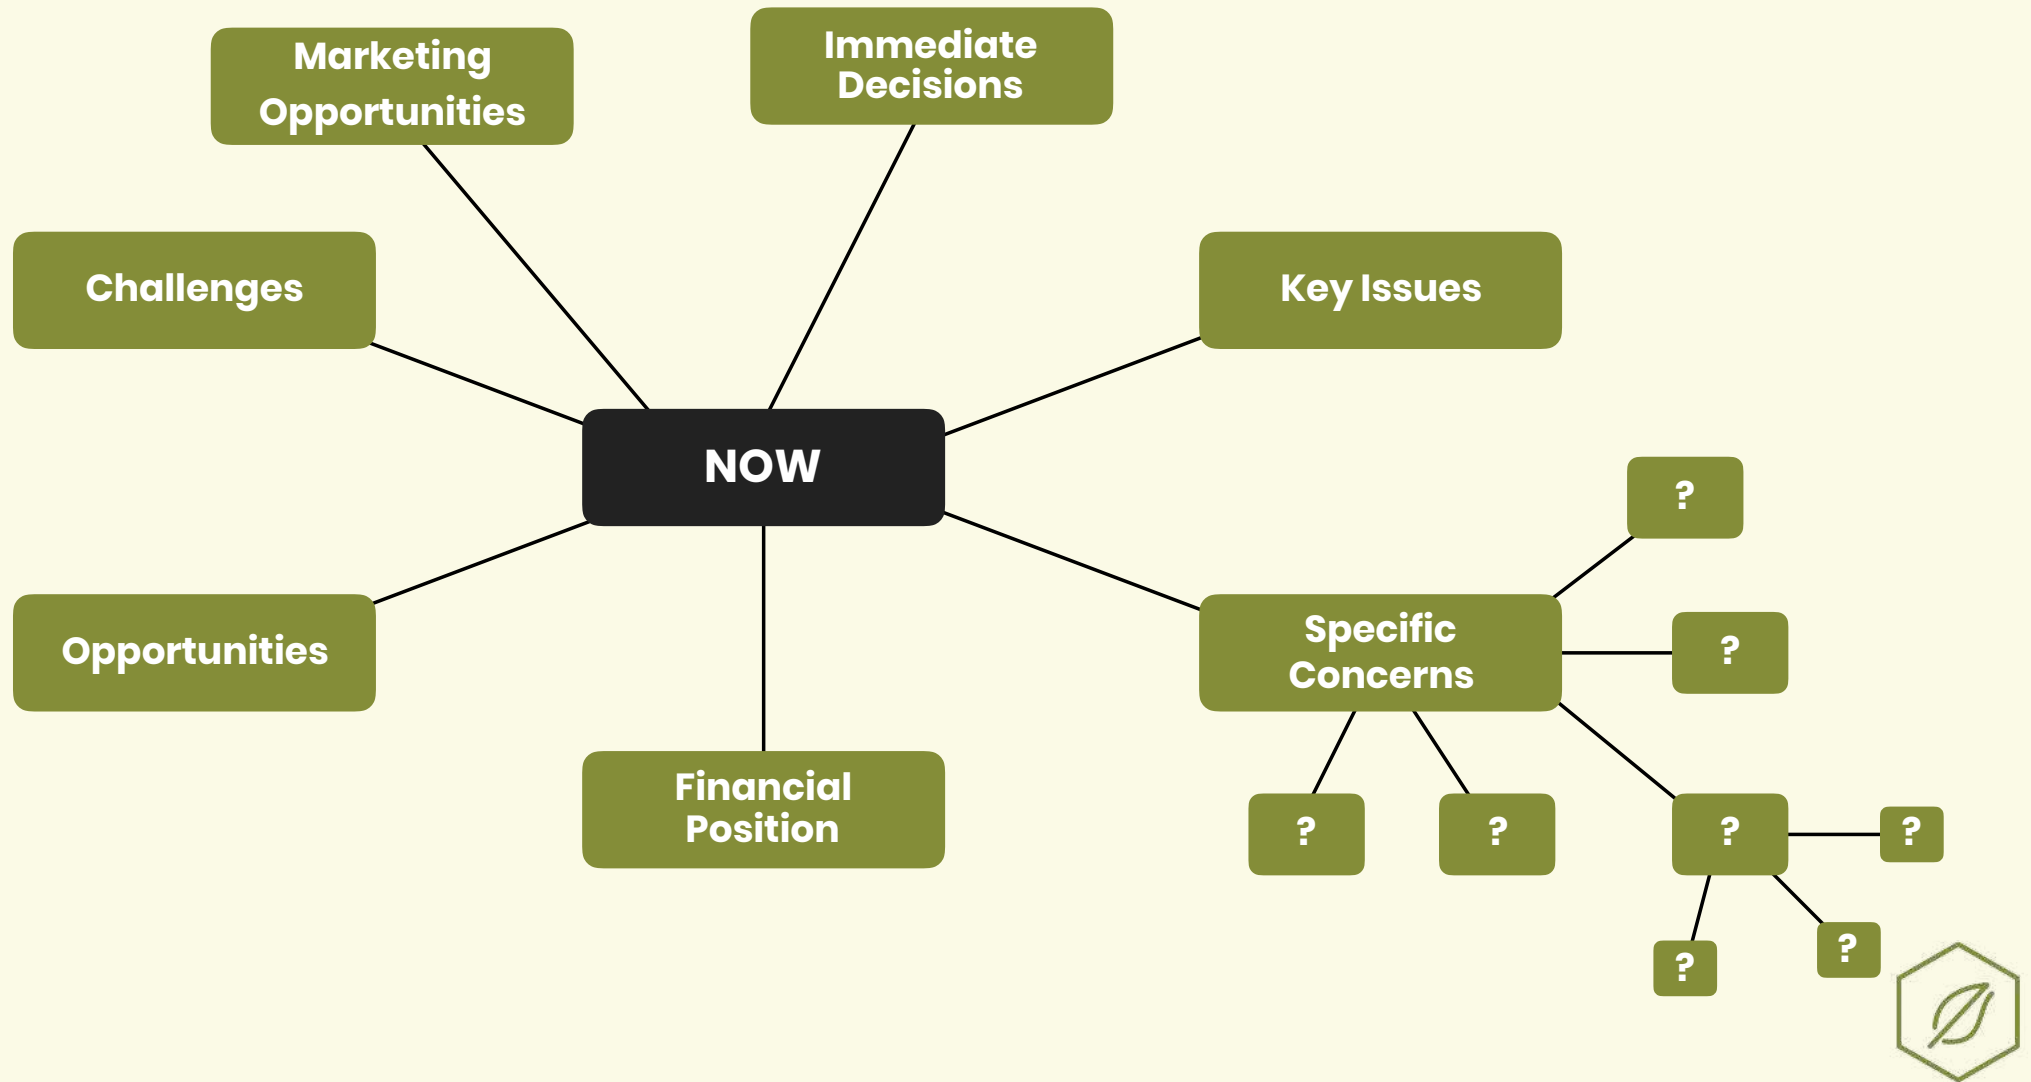 Marketing
Opportunities
Immediate
Decisions
Challenges
Key Issues
NOW
?
Opportunities
Specific
Concerns
?
Financial
Position
?
?
?
?
?
?